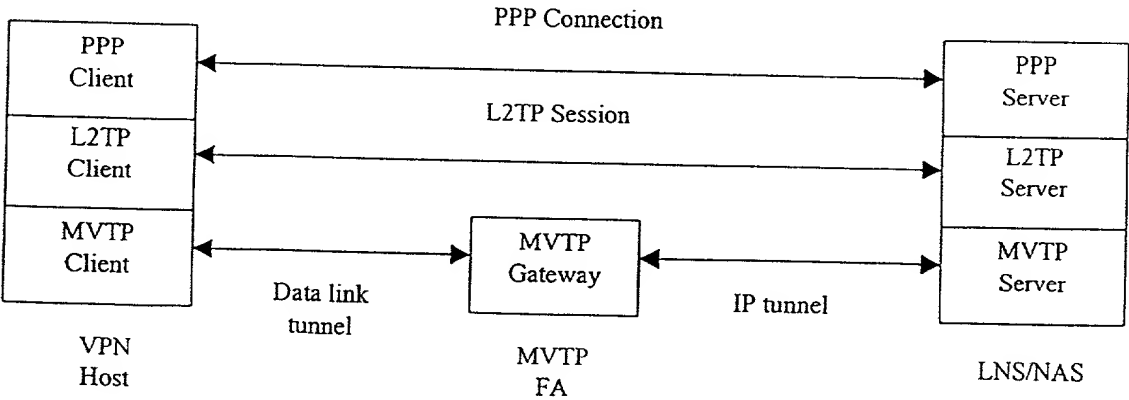 PPP Connection
PPP
Client
PPP
Server
L2TP Session
L2TP
Client
L2TP
Server
MVTP
Client
MVTP
Gateway
MVTP
Server
Data link
tunnel
IP tunnel
VPN
Host
MVTP
FA
LNS/NAS